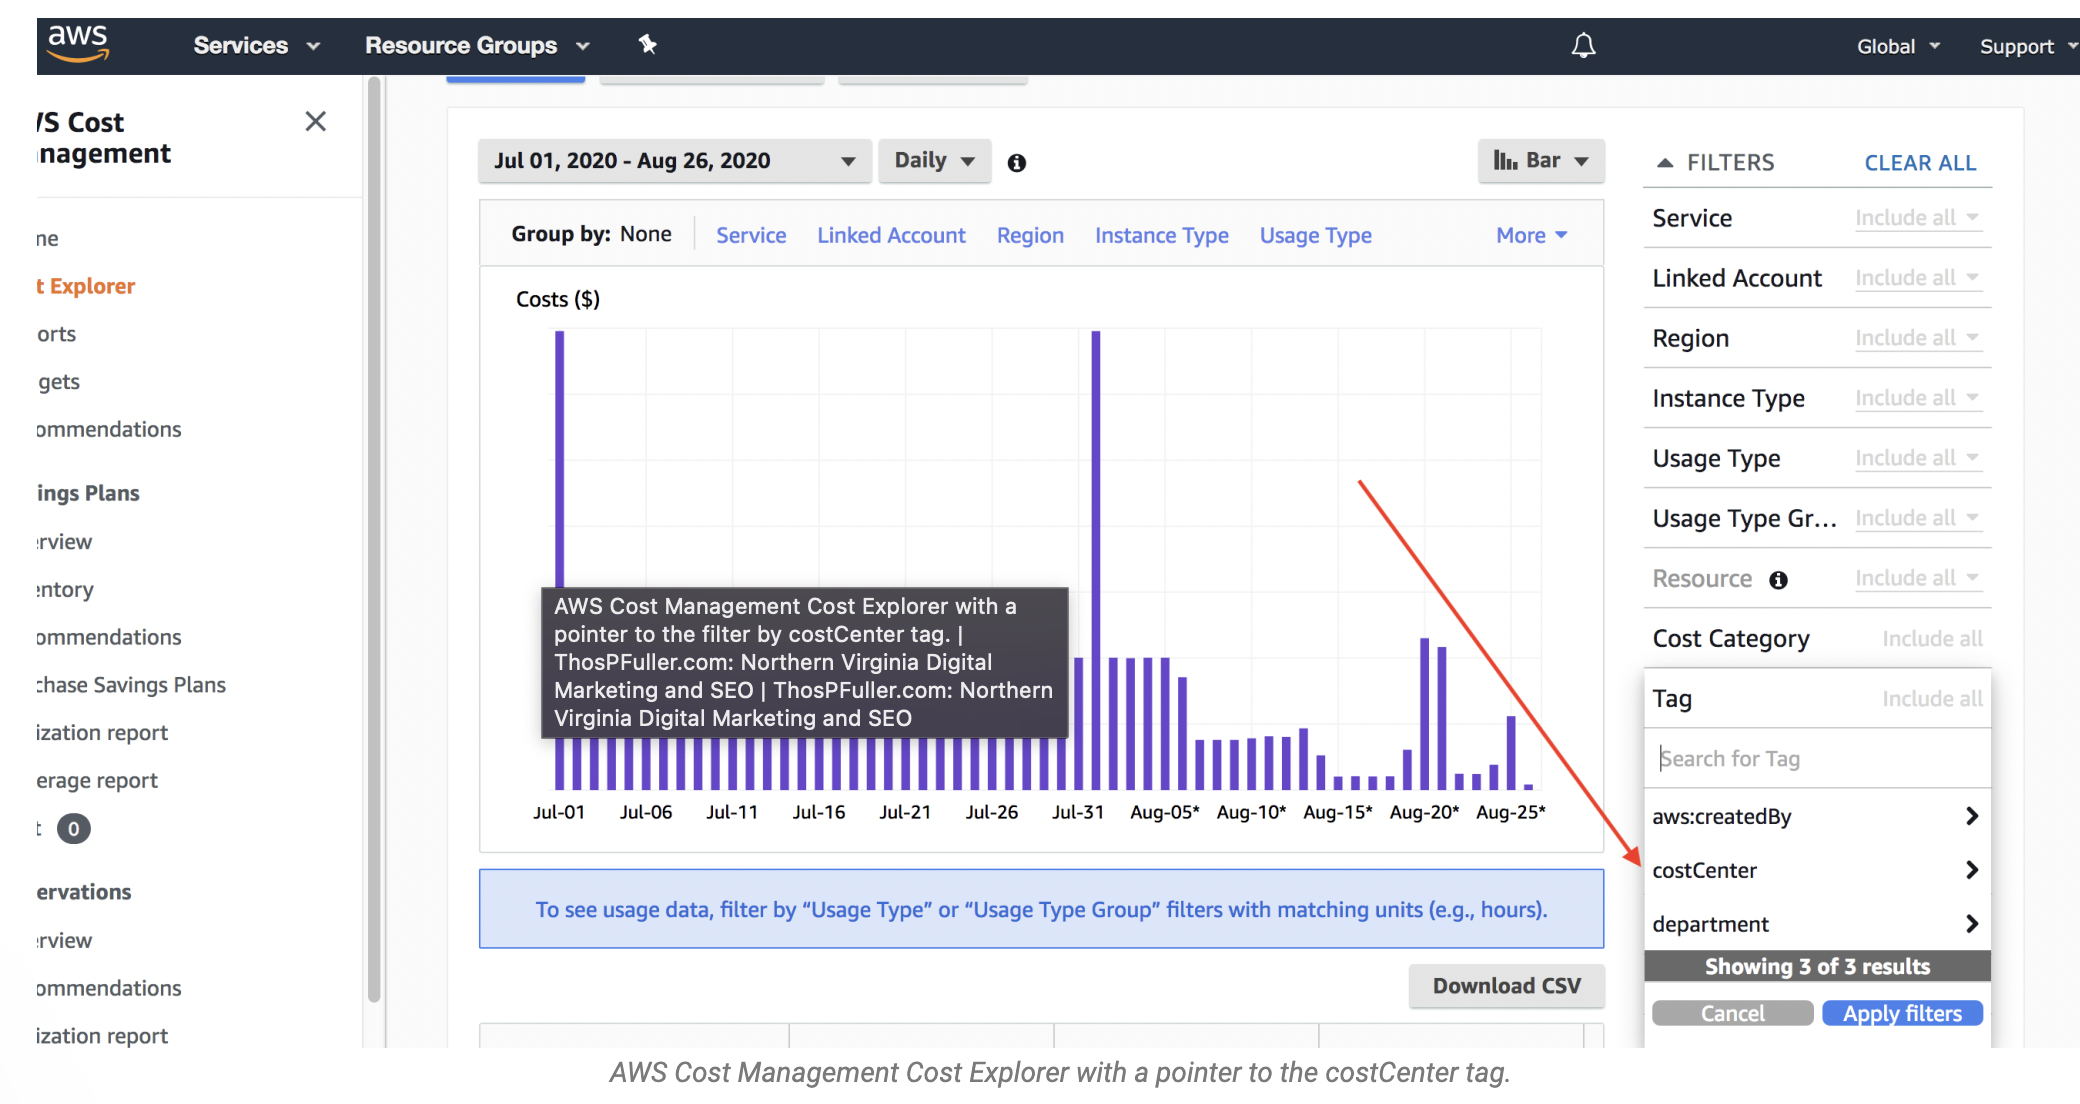 aws
Services
Resource Groups
Global
Support
/S Cost
nagement
ne
t Explorer
orts
gets
ommendations
ings Plans
rview
entory
ommendations
chase Savings Plans
ization report
erage report
t 0
ervations
rview
ommendations
ization report
Jul 01, 2020 - Aug 26, 2020
Daily
Bar
Group by: None
Service
Linked Account
Region
Instance Type
Usage Type
More
Costs ($)
AWS Cost Management Cost Explorer with a
pointer to the filter by costCenter tag. |
ThosPFuller.com: Northern Virginia Digital
Marketing and SEO | ThosPFuller.com: Northern
Virginia Digital Marketing and SEO
Jul-01 Jul-06 Jul-11 Jul-16 Jul-21 Jul-26 Jul-31 Aug-05* Aug-10* Aug-15* Aug-20* Aug-25*
To see usage data, filter by “Usage Type” or “Usage Type Group” filters with matching units (e.g., hours).
Download CSV
FILTERS
CLEAR ALL
Service Include all
Linked Account Include all
Region Include all
Instance Type Include all
Usage Type Include all
Usage Type Gr... Include all
Resource Include all
Cost Category Include all
Tag Include all
Search for Tag
aws:createdBy
costCenter
department
Showing 3 of 3 results
Cancel
Apply filters
AWS Cost Management Cost Explorer with a pointer to the costCenter tag.